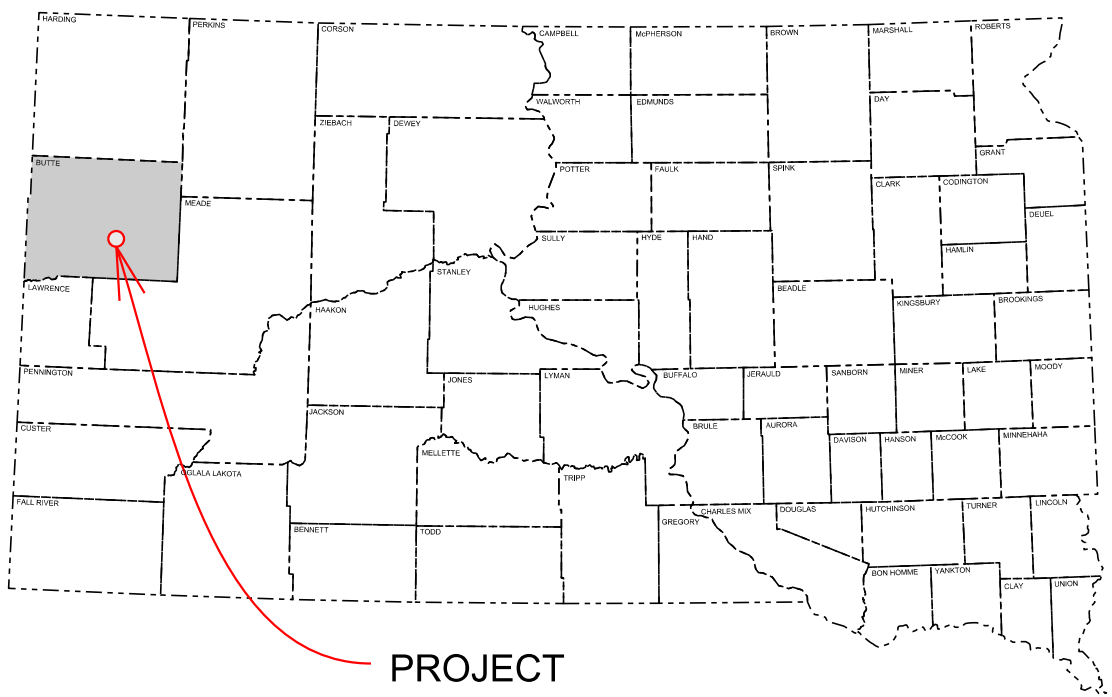 HARDING
PERKINS
CORSON
CAMPBELL
McPHERSON
BROWN
MARSHALL
ROBERTS
WALWORTH
EDMUNDS
DAY
ZIEBACH
DEWEY
GRANT
BUTTE
POTTER
FAULK
SPINK
CLARK
CODINGTON
MEADE
DEUEL
SULLY
HYDE
HAND
HAMLIN
STANLEY
LAWRENCE
BEADLE
HAAKON
HUGHES
KINGSBURY
BROOKINGS
PENNINGTON
JONES
LYMAN
BUFFALO
JERAULD
SANBORN
MINER
LAKE
MOODY
JACKSON
CUSTER
BRULE
AURORA
DAVISON
HANSON
McCOOK
MINNEHAHA
MELLETTE
OGLALA LAKOTA
TRIPP
FALL RIVER
BENNETT
TODD
GREGORY
CHARLES MIX
DOUGLAS
HUTCHINSON
TURNER
LINCOLN
BON HOMME
YANKTON
CLAY
UNION
PROJECT